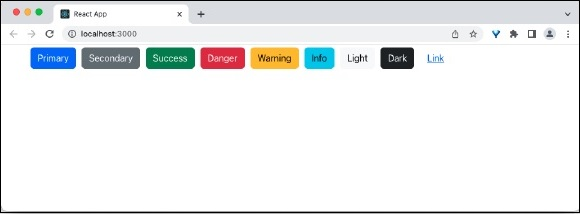 React App
localhost:3000
Primary Secondary Success Danger Warning Info Light Dark Link